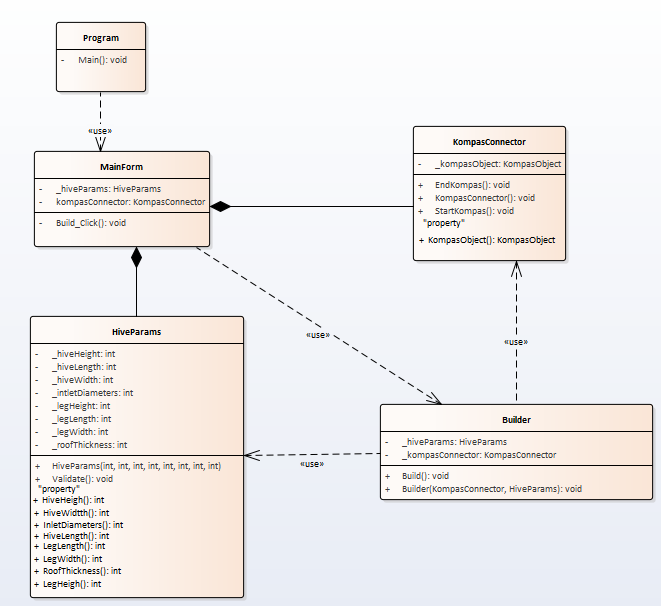 Program
- Main(): void
«use»
MainForm
- _hiveParams: HiveParams
- kompasConnector: KompasConnector
- Build_Click(): void
KompasConnector
- _kompasObject: KompasObject
+ EndKompas(): void
+ KompasConnector(): void
+ StartKompas(): void
"property"
+ KompasObject(): KompasObject
«use»
«use»
HiveParams
- _hiveHeight: int
- _hiveLength: int
- _hiveWidth: int
- _intletDiameters: int
- _legHeight: int
- _legLength: int
- _legWidth: int
- _roofThickness: int
+ HiveParams(int, int, int, int, int, int, int, int)
+ Validate(): void
"property"
+ HiveHeigh(): int
+ HiveWidtth(): int
+ InletDiameters(): int
+ HiveLength(): int
+ LegLength(): int
+ LegWidth(): int
+ RoofThickness(): int
+ LegHeigh(): int
«use»
Builder
- _hiveParams: HiveParams
- _kompasConnector: KompasConnector
+ Build(): void
+ Builder(KompasConnector, HiveParams): void